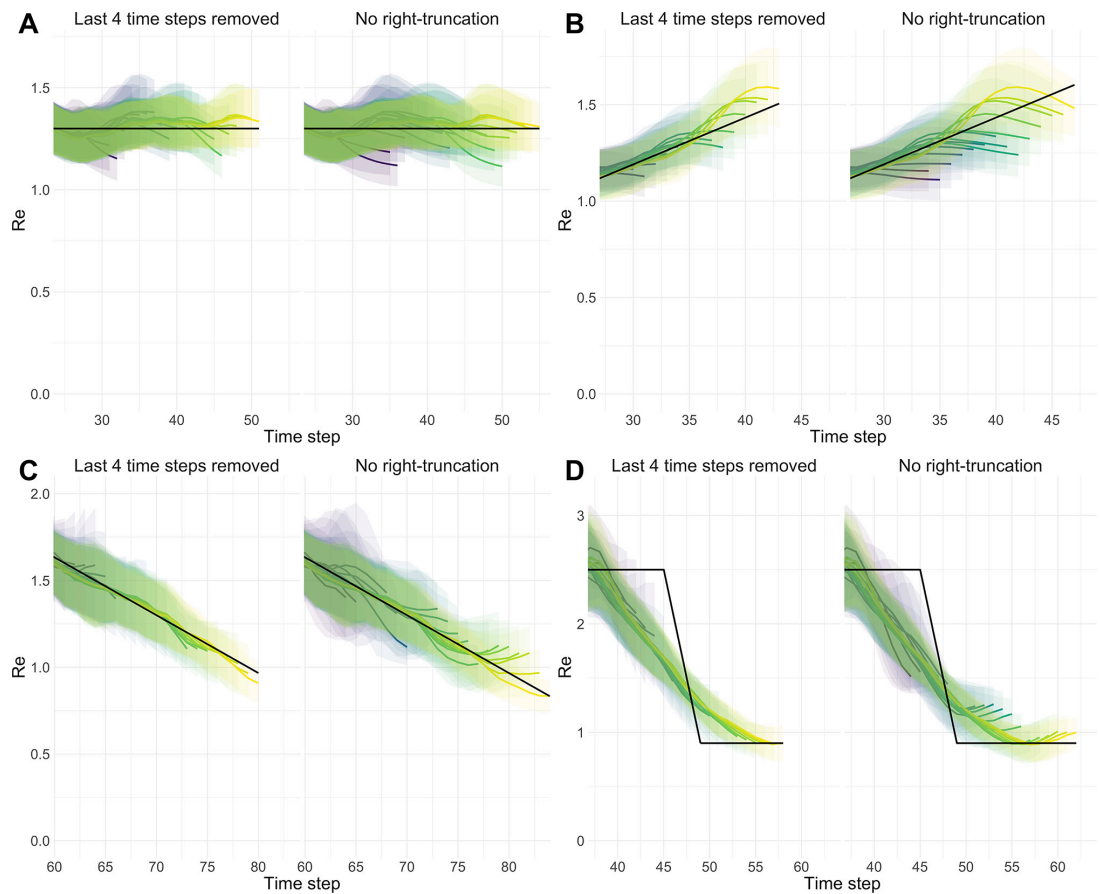 A
Last 4 time steps removed
No right-truncation
Re
1.5
1.0
0.5
0.0
30
40
50
30
40
50
Time step
B
Last 4 time steps removed
No right-truncation
Re
1.5
1.0
0.5
0.0
30
35
40
45
30
35
40
45
Time step
C
Last 4 time steps removed
No right-truncation
Re
2.0
1.5
1.0
0.5
0.0
60
65
70
75
80
60
65
70
75
80
Time step
D
Last 4 time steps removed
No right-truncation
Re
3
2
1
0
40
45
50
55
60
40
45
50
55
60
Time step